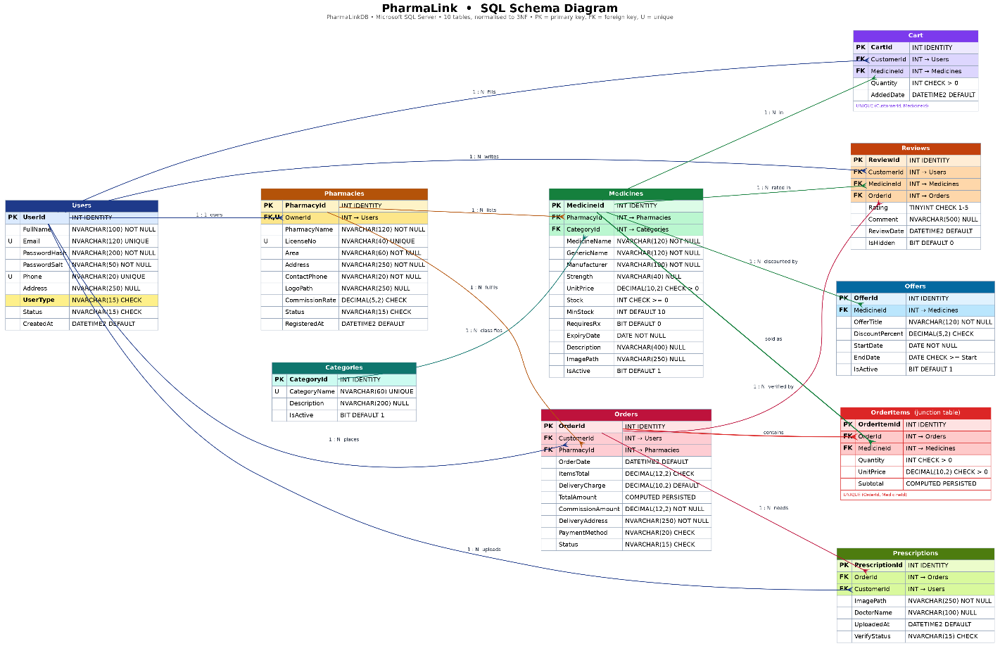 PharmaLink • SQL Schema Diagram
PharmaLinkDB • Microsoft SQL Server • 10 tables, normalised to 3NF • PK = primary key, FK = foreign key, U = unique
Cart
PK CartId INT IDENTITY
FK CustomerId INT → Users
FK MedicineId INT → Medicines
Quantity INT CHECK > 0
AddedDate DATETIME2 DEFAULT
UNIQUE (CustomerId, MedicineId)
1 : N fills
1 : N in
Reviews
PK ReviewId INT IDENTITY
FK CustomerId INT → Users
FK MedicineId INT → Medicines
FK OrderId INT → Orders
Rating TINYINT CHECK 1-5
Comment NVARCHAR(500) NULL
ReviewDate DATETIME2 DEFAULT
IsHidden BIT DEFAULT 0
1 : N writes
1 : N rated in
Users
PK UserId INT IDENTITY
FullName NVARCHAR(100) NOT NULL
U Email NVARCHAR(120) UNIQUE
PasswordHash NVARCHAR(200) NOT NULL
PasswordSalt NVARCHAR(50) NOT NULL
U Phone NVARCHAR(20) UNIQUE
Address NVARCHAR(250) NULL
UserType NVARCHAR(15) CHECK
Status NVARCHAR(15) CHECK
CreatedAt DATETIME2 DEFAULT
1 : 1 owns
Pharmacies
PK PharmacyId INT IDENTITY
FK,U OwnerId INT → Users
PharmacyName NVARCHAR(120) NOT NULL
U LicenseNo NVARCHAR(40) UNIQUE
Area NVARCHAR(60) NOT NULL
Address NVARCHAR(250) NOT NULL
ContactPhone NVARCHAR(20) NOT NULL
LogoPath NVARCHAR(250) NULL
CommissionRate DECIMAL(5,2) CHECK
Status NVARCHAR(15) CHECK
RegisteredAt DATETIME2 DEFAULT
1 : N lists
1 : N fulfils
1 : N classifies
Medicines
PK MedicineId INT IDENTITY
FK PharmacyId INT → Pharmacies
FK CategoryId INT → Categories
MedicineName NVARCHAR(120) NOT NULL
GenericName NVARCHAR(120) NOT NULL
Manufacturer NVARCHAR(100) NOT NULL
Strength NVARCHAR(40) NULL
UnitPrice DECIMAL(10,2) CHECK > 0
Stock INT CHECK >= 0
MinStock INT DEFAULT 10
RequiresRx BIT DEFAULT 0
ExpiryDate DATE NOT NULL
Description NVARCHAR(400) NULL
ImagePath NVARCHAR(250) NULL
IsActive BIT DEFAULT 1
1 : N discounted by
sold as
1 : N verified by
Offers
PK OfferId INT IDENTITY
FK MedicineId INT → Medicines
OfferTitle NVARCHAR(120) NOT NULL
DiscountPercent DECIMAL(5,2) CHECK
StartDate DATE NOT NULL
EndDate DATE CHECK >= Start
IsActive BIT DEFAULT 1
Categories
PK CategoryId INT IDENTITY
U CategoryName NVARCHAR(60) UNIQUE
Description NVARCHAR(200) NULL
IsActive BIT DEFAULT 1
1 : N places
1 : N uploads
Orders
PK OrderId INT IDENTITY
FK CustomerId INT → Users
FK PharmacyId INT → Pharmacies
OrderDate DATETIME2 DEFAULT
ItemsTotal DECIMAL(12,2) CHECK
DeliveryCharge DECIMAL(10,2) DEFAULT
TotalAmount COMPUTED PERSISTED
CommissionAmount DECIMAL(12,2) NOT NULL
DeliveryAddress NVARCHAR(250) NOT NULL
PaymentMethod NVARCHAR(20) CHECK
Status NVARCHAR(15) CHECK
contains
1 : N needs
OrderItems (junction table)
PK OrderItemId INT IDENTITY
FK OrderId INT → Orders
FK MedicineId INT → Medicines
Quantity INT CHECK > 0
UnitPrice DECIMAL(10,2) CHECK > 0
Subtotal COMPUTED PERSISTED
UNIQUE (OrderId, MedicineId)
Prescriptions
PK PrescriptionId INT IDENTITY
FK OrderId INT → Orders
FK CustomerId INT → Users
ImagePath NVARCHAR(250) NOT NULL
DoctorName NVARCHAR(100) NULL
UploadedAt DATETIME2 DEFAULT
VerifyStatus NVARCHAR(15) CHECK